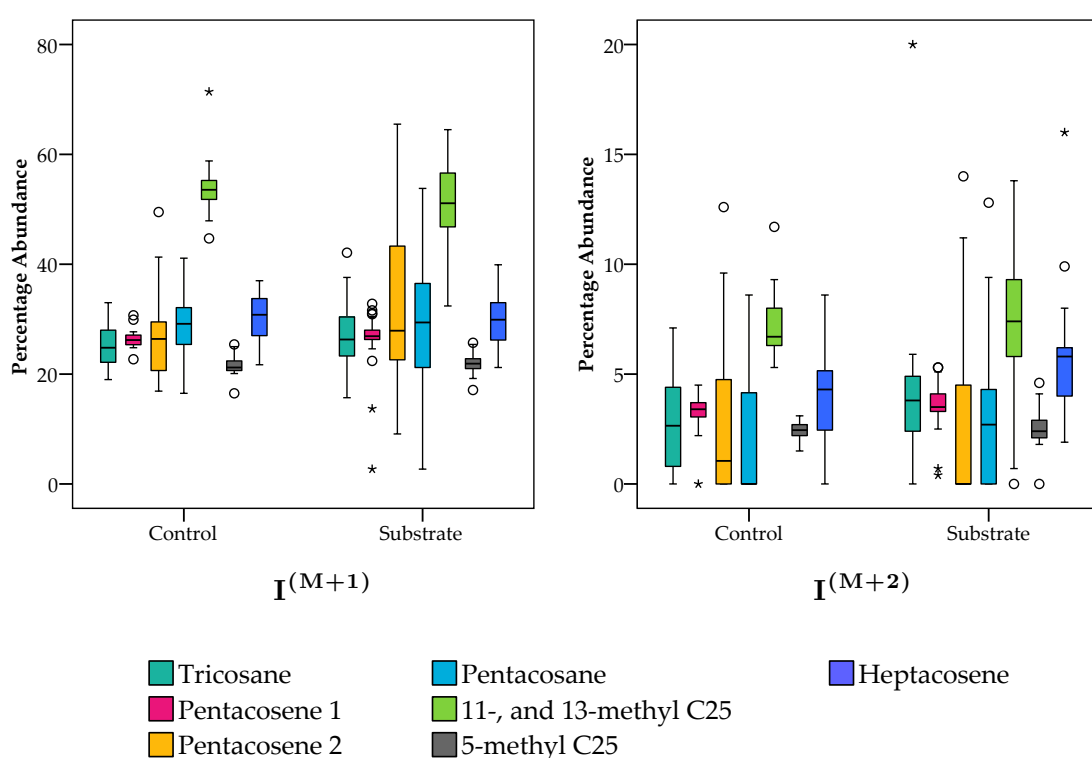 80
60
40
20
0
Percentage Abundance
Control
Substrate
I(M+1)
20
15
10
5
0
Percentage Abundance
Control
Substrate
I(M+2)
Tricosane
Pentacosane
Heptacosene
Pentacosene 1
11-, and 13-methyl C25
Pentacosene 2
5-methyl C25